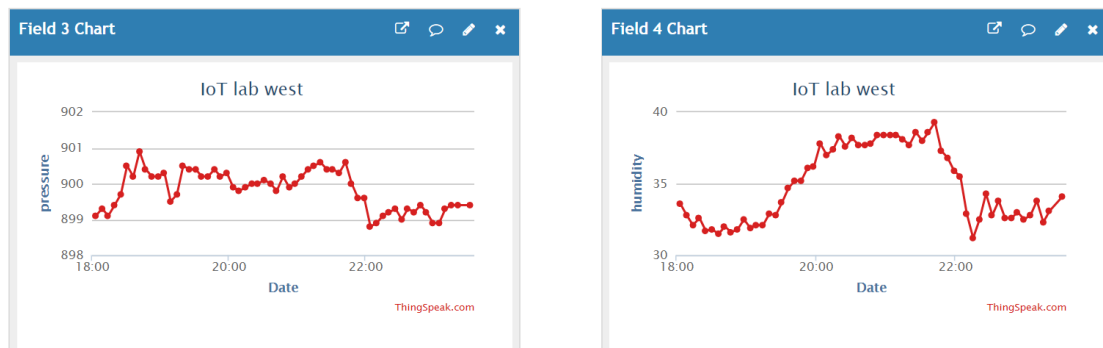 Field 3 Chart
IoT lab west
902
901
900
899
898
pressure
18:00 20:00 22:00
Date
ThingSpeak.com
Field 4 Chart
IoT lab west
40
35
30
humidity
18:00 20:00 22:00
Date
ThingSpeak.com